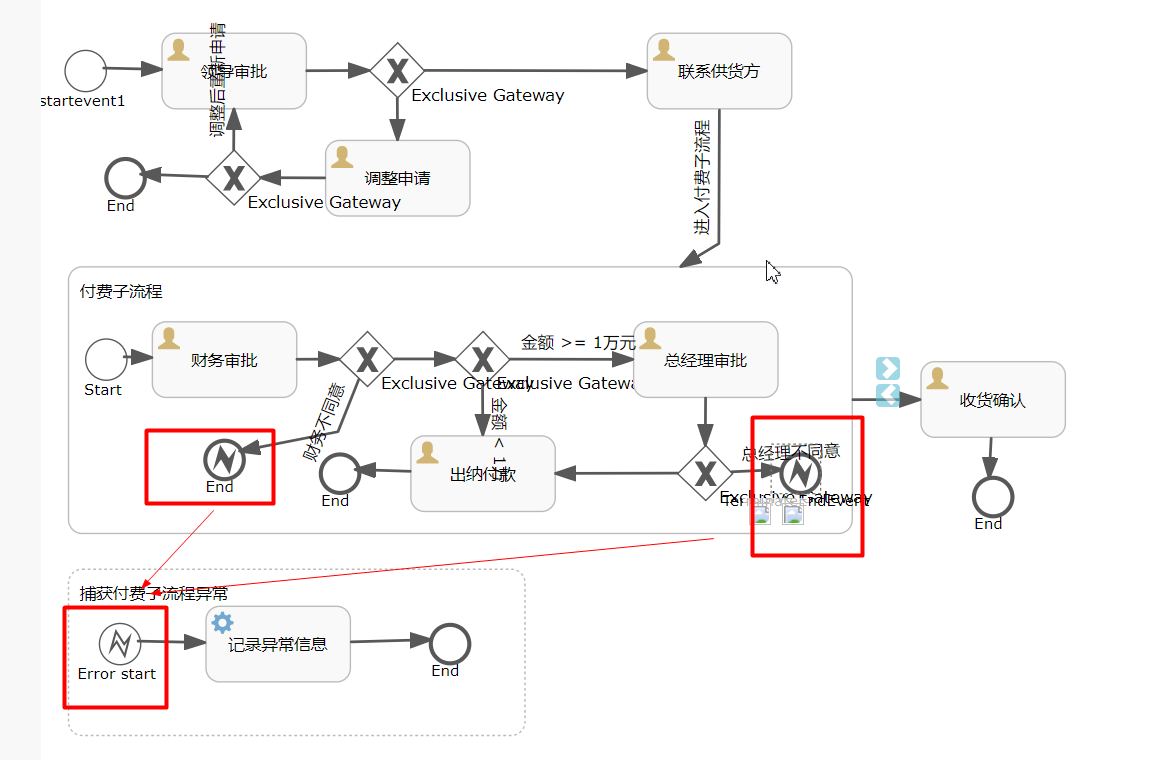 调整后重新申请
领导审批
联系供货方
startevent1
Exclusive Gateway
进入付费子流程
调整申请
Exclusive Gateway
End
付费子流程
金额 >= 1万元
财务审批
总经理审批
Start
Exclusive Gateway
Exclusive Gatewa
收货确认
财务不同意
金额 < 1万
总经理不同意
End
出纳付款
End
Exclusive Gateway
EndEvent
End
捕获付费子流程异常
记录异常信息
Error start
End